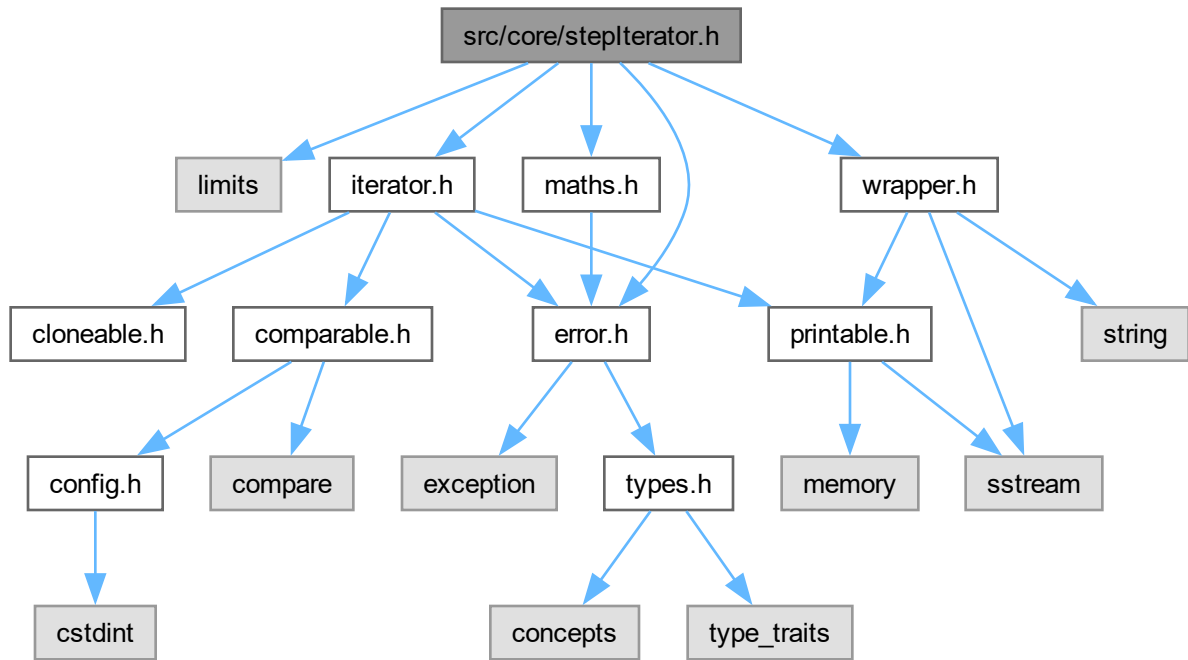 src/core/stepIterator.h
limits
iterator.h
maths.h
wrapper.h
cloneable.h
comparable.h
error.h
printable.h
string
config.h
compare
exception
types.h
memory
sstream
cstdint
concepts
type_traits